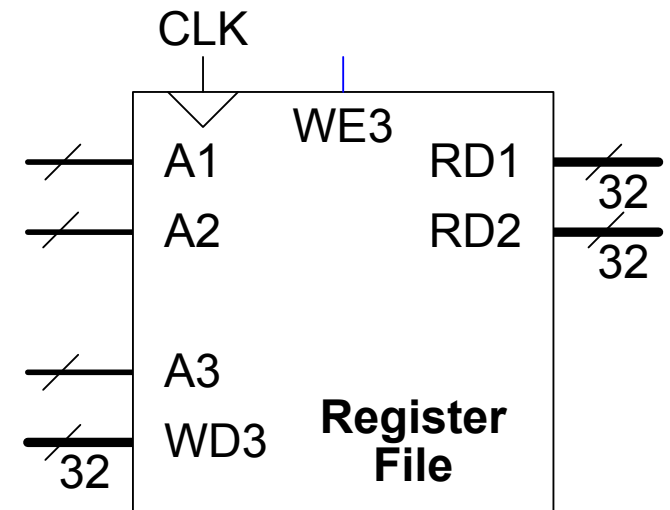 CLK
WE3
A1
RD1
32
A2
RD2
32
A3
WD3
32
Register
File